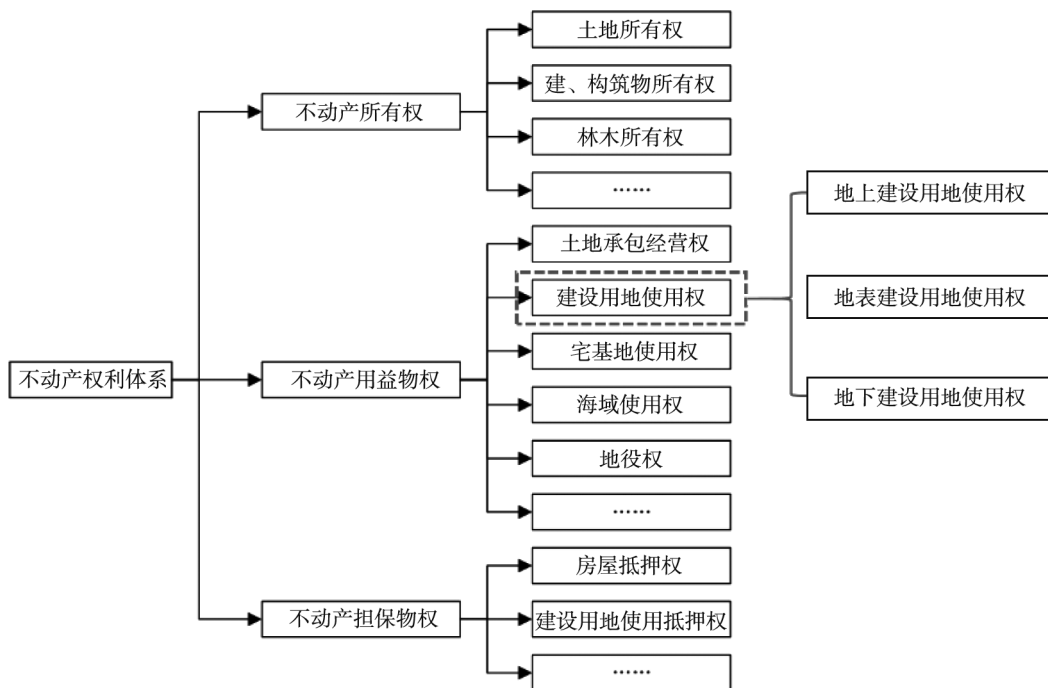 不动产权利体系
不动产所有权
土地所有权
建、构筑物所有权
林木所有权
……
不动产用益物权
土地承包经营权
建设用地使用权
地上建设用地使用权
地表建设用地使用权
地下建设用地使用权
宅基地使用权
海域使用权
地役权
……
不动产担保物权
房屋抵押权
建设用地使用抵押权
……